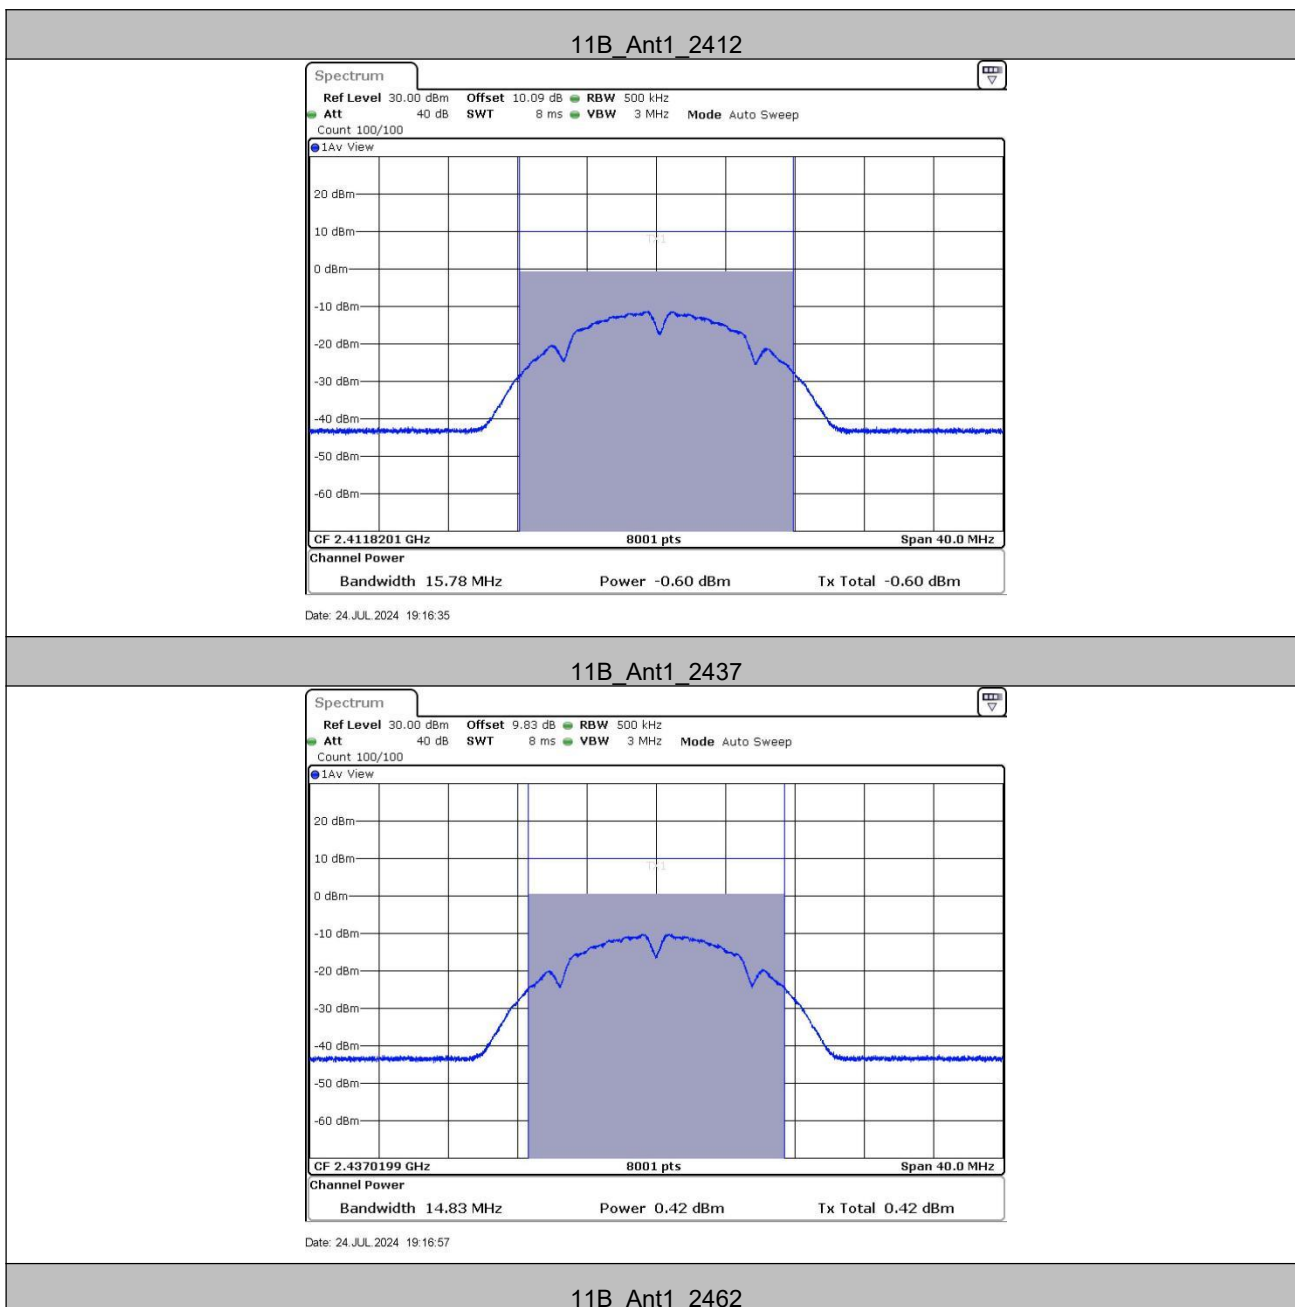 11B_Ant1_2412
Spectrum
Ref Level 30.00 dBm Offset 10.09 dB RBW 500 kHz
Att 40 dB SWT 8 ms VBW 3 MHz Mode Auto Sweep
Count 100/100
1Av View
20 dBm
10 dBm
TX1
0 dBm
-10 dBm
-20 dBm
-30 dBm
-40 dBm
-50 dBm
-60 dBm
CF 2.4118201 GHz 8001 pts Span 40.0 MHz
Channel Power
Bandwidth 15.78 MHz Power -0.60 dBm Tx Total -0.60 dBm
Date: 24.JUL.2024 19:16:35
11B_Ant1_2437
Spectrum
Ref Level 30.00 dBm Offset 9.83 dB RBW 500 kHz
Att 40 dB SWT 8 ms VBW 3 MHz Mode Auto Sweep
Count 100/100
1Av View
20 dBm
10 dBm
TX1
0 dBm
-10 dBm
-20 dBm
-30 dBm
-40 dBm
-50 dBm
-60 dBm
CF 2.4370199 GHz 8001 pts Span 40.0 MHz
Channel Power
Bandwidth 14.83 MHz Power 0.42 dBm Tx Total 0.42 dBm
Date: 24.JUL.2024 19:16:57
11B_Ant1_2462